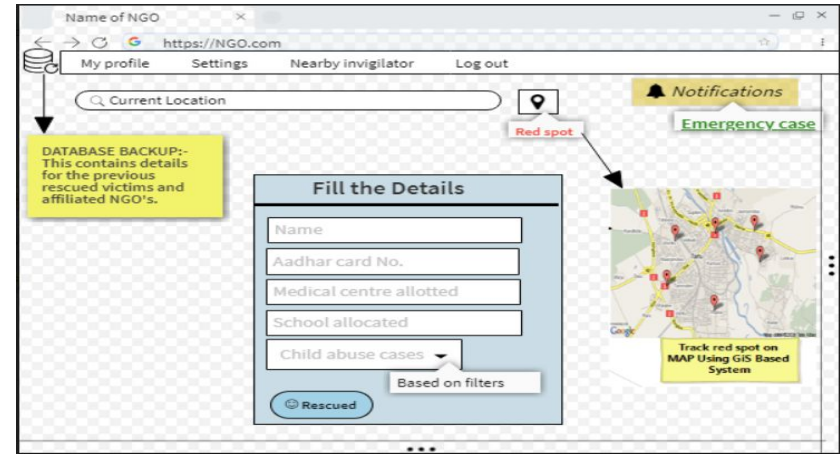 Name of NGO
https://NGO.com
My profile Settings Nearby invigilator Log out
Current Location
Notifications
Red spot
Emergency case
DATABASE BACKUP:-
This contains details
for the previous
rescued victims and
affiliated NGO's.
Fill the Details
Name
Aadhar card No.
Medical centre allotted
School allocated
Child abuse cases
Based on filters
Rescued
Google
Track red spot on
MAP Using GIS Based
System